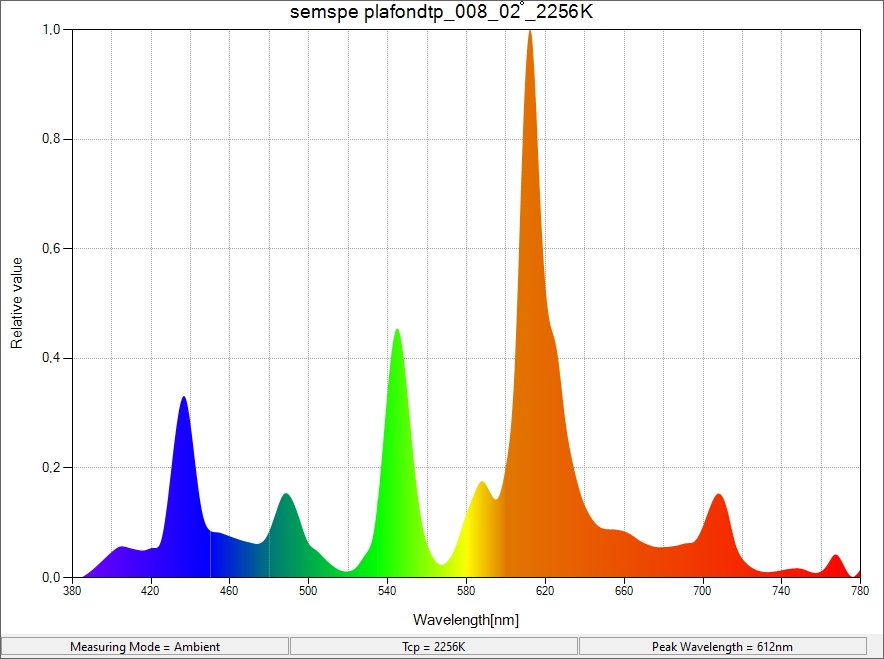 semspe plafondtp_008_02°_2256K
1,0
0,8
0,6
0,4
0,2
0,0
Relative value
380 420 460 500 540 580 620 660 700 740 780
Wavelength[nm]
Measuring Mode = Ambient
Tcp = 2256K
Peak Wavelength = 612nm